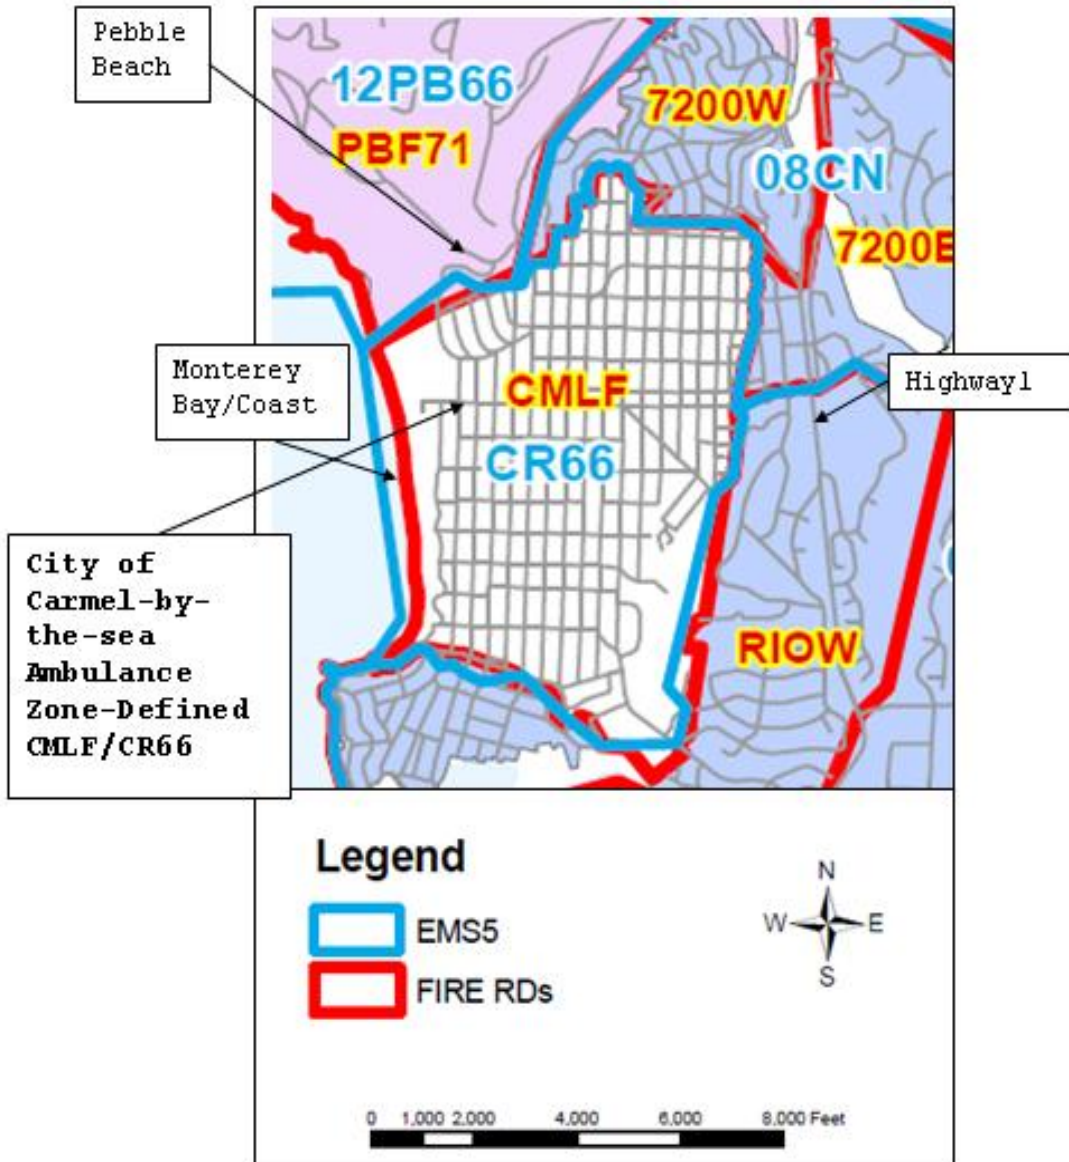 Pebble
Beach
12PB66
PBF71
7200W
08CN
7200E
Monterey
Bay/Coast
CMLF
CR66
Highway1
City of
Carmel-by-
the-sea
Ambulance
Zone-Defined
CMLF/CR66
RIOW
Legend
EMS5
FIRE RDs
N
W E
S
0 1,000 2,000 4,000 6,000 8,000 Feet